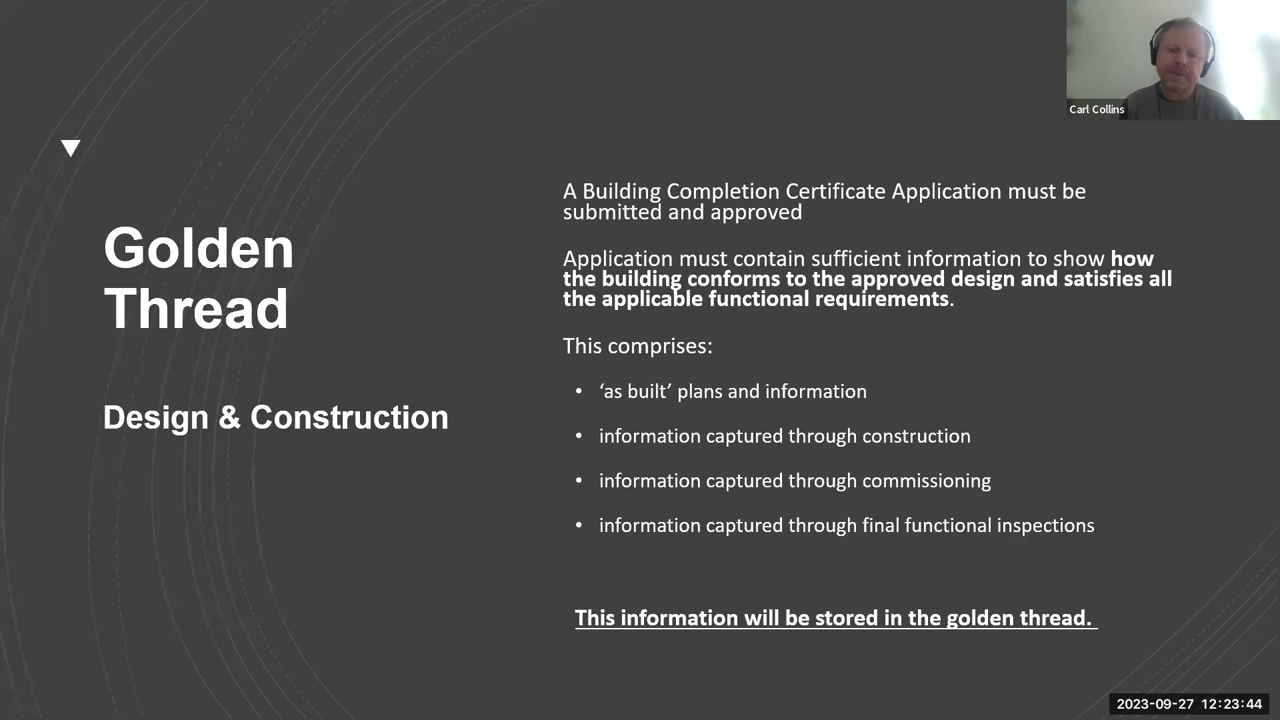 Carl Collins
Golden
Thread
Design & Construction
A Building Completion Certificate Application must be
submitted and approved
Application must contain sufficient information to show how
the building conforms to the approved design and satisfies all
the applicable functional requirements.
This comprises:
• ‘as built’ plans and information
• information captured through construction
• information captured through commissioning
• information captured through final functional inspections
This information will be stored in the golden thread.
2023-09-27 12:23:44